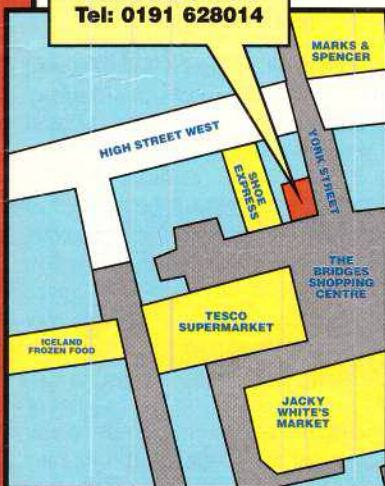 Tel: 0191 628014
MARKS &
SPENCER
HIGH STREET WEST
YORK STREET
SHOE
EXPRESS
THE
BRIDGES
SHOPPING
CENTRE
TESCO
SUPERMARKET
ICELAND
FROZEN FOOD
JACKY
WHITE'S
MARKET